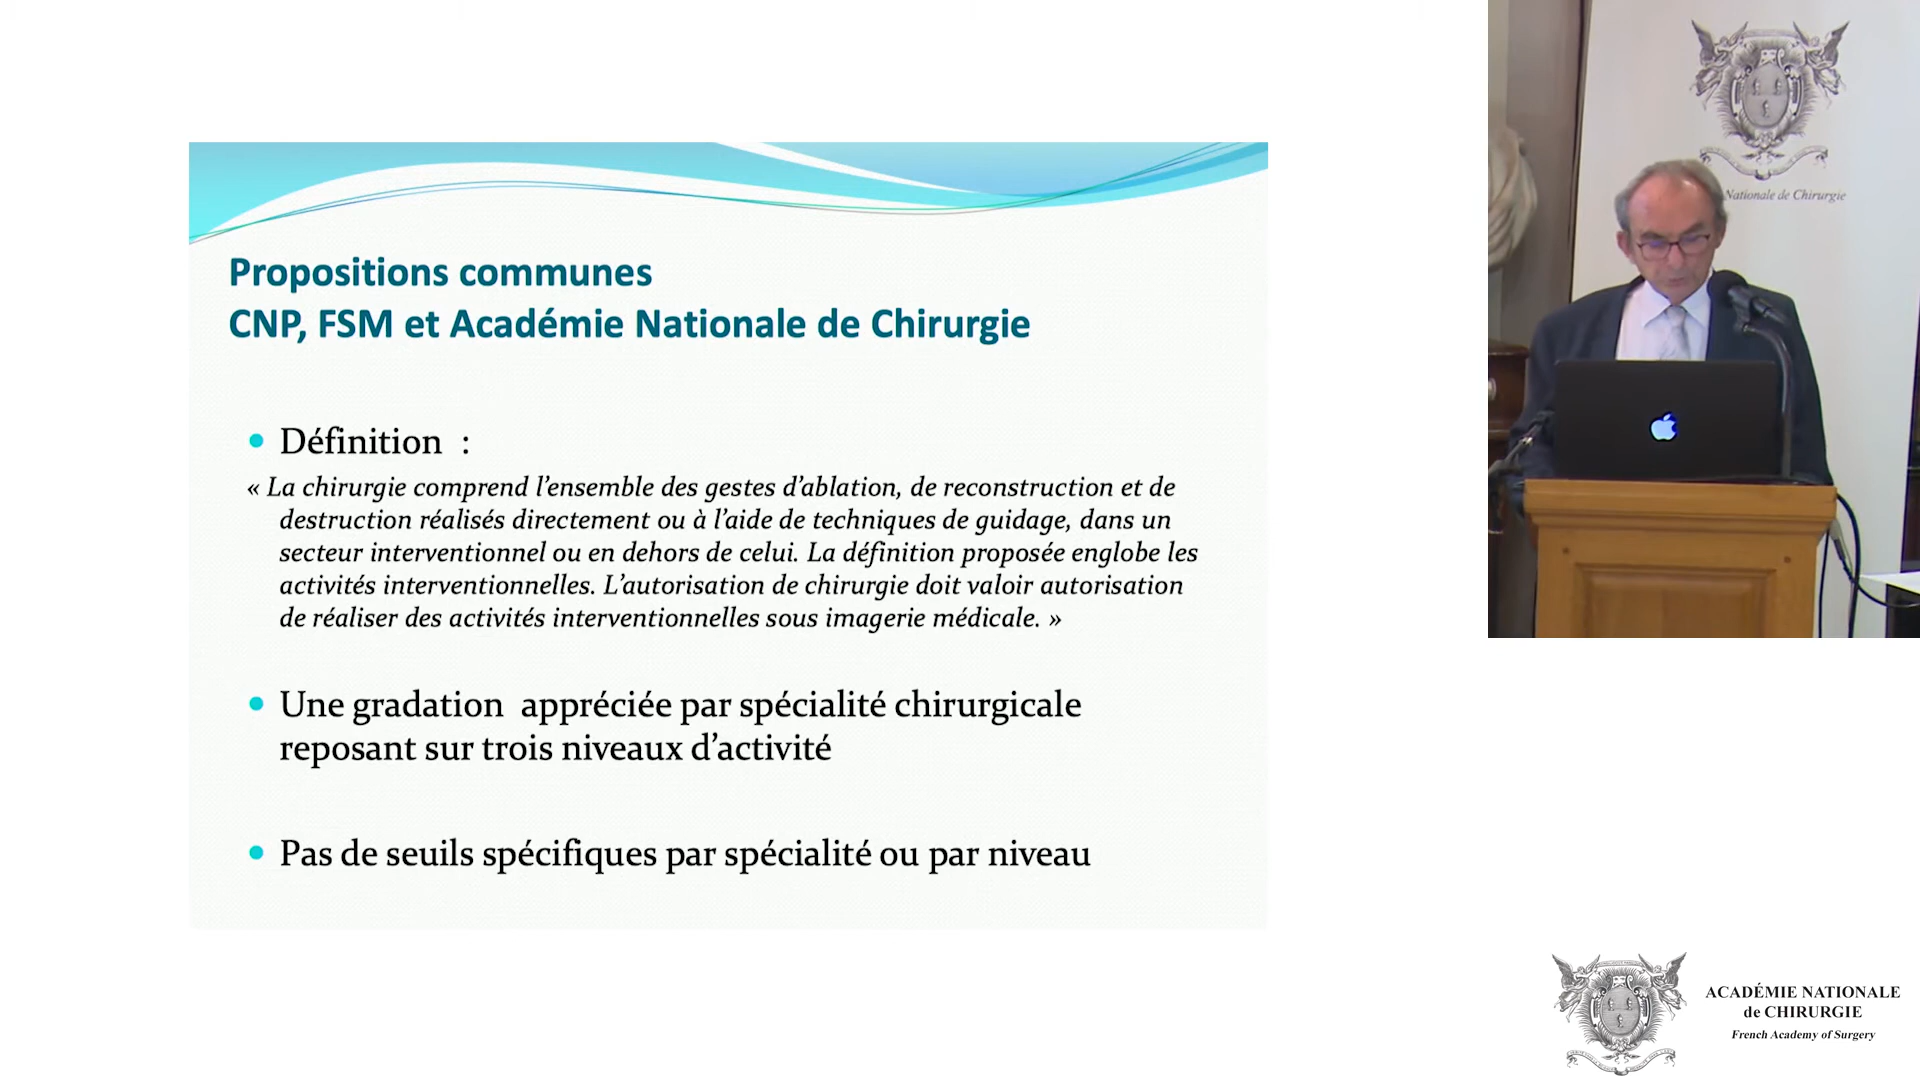 Propositions communes
CNP, FSM et Académie Nationale de Chirurgie
• Définition :
« La chirurgie comprend l’ensemble des gestes d’ablation, de reconstruction et de
destruction réalisés directement ou à l’aide de techniques de guidage, dans un
secteur interventionnel ou en dehors de celui. La définition proposée englobe les
activités interventionnelles. L’autorisation de chirurgie doit valoir autorisation
de réaliser des activités interventionnelles sous imagerie médicale. »
• Une gradation appréciée par spécialité chirurgicale
reposant sur trois niveaux d’activité
• Pas de seuils spécifiques par spécialité ou par niveau
Nationale de Chirurgie
ACADÉMIE NATIONALE
de CHIRURGIE
French Academy of Surgery